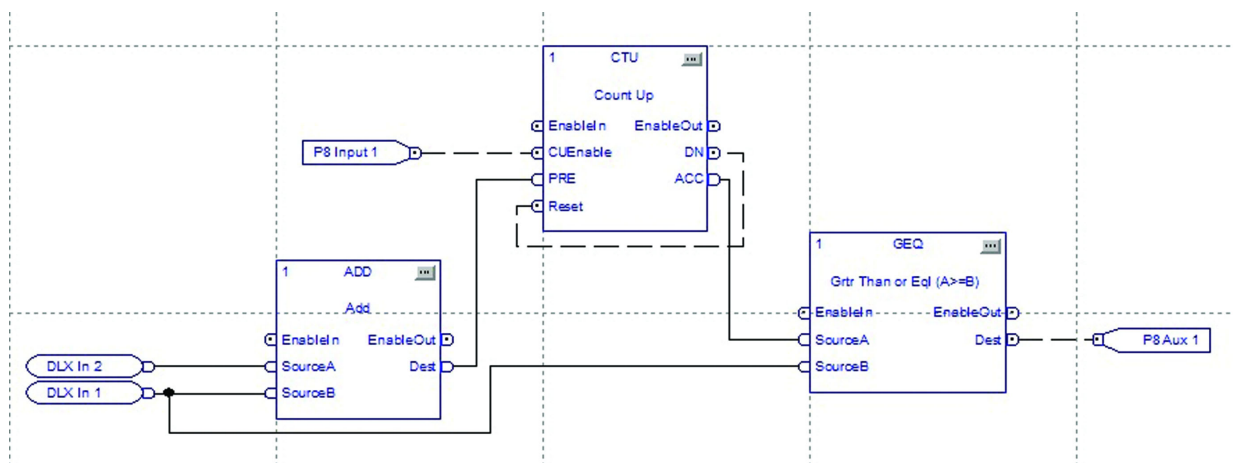 1 CTU
Count Up
EnableIn EnableOut
P8 Input 1 CUEnable DN
PRE ACC
Reset
1 GEQ
Grtr Than or Eql (A>=B)
1 ADD
Add
EnableIn EnableOut
EnableIn EnableOut
SourceA Dest P8 Aux 1
DLX In 2 SourceA Dest
SourceB
DLX In 1 SourceB